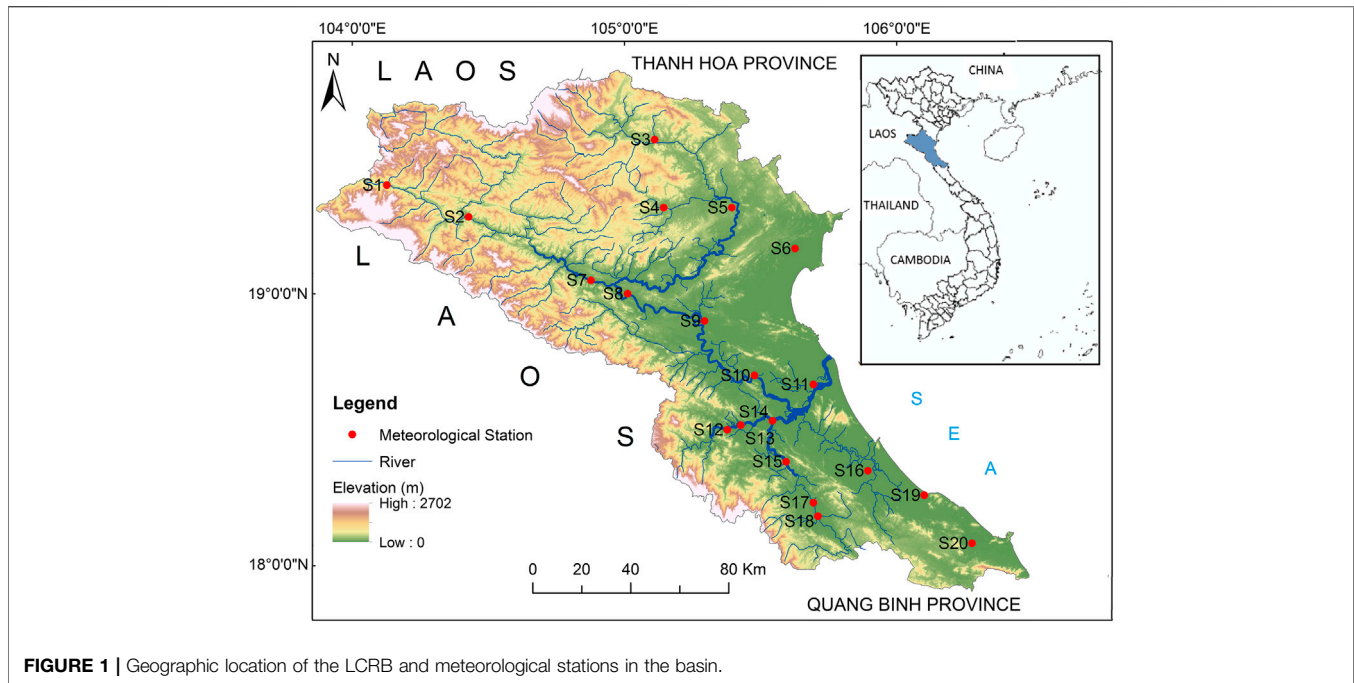 104°0'0"E
105°0'0"E
106°0'0"E
N
L A O S
THANH HOA PROVINCE
CHINA
LAOS
THAILAND
CAMBODIA
S3
S1
S4
S5
S2
L
S6
S7
S8
19°0'0"N
A
S9
O
S10
S11
S
E
A
Legend
Meteorological Station
River
Elevation (m)
High : 2702
Low : 0
S
S14
S12
S13
S15
S16
S17
S18
S19
S20
18°0'0"N
0 20 40 80 Km
QUANG BINH PROVINCE
FIGURE 1 | Geographic location of the LCRB and meteorological stations in the basin.